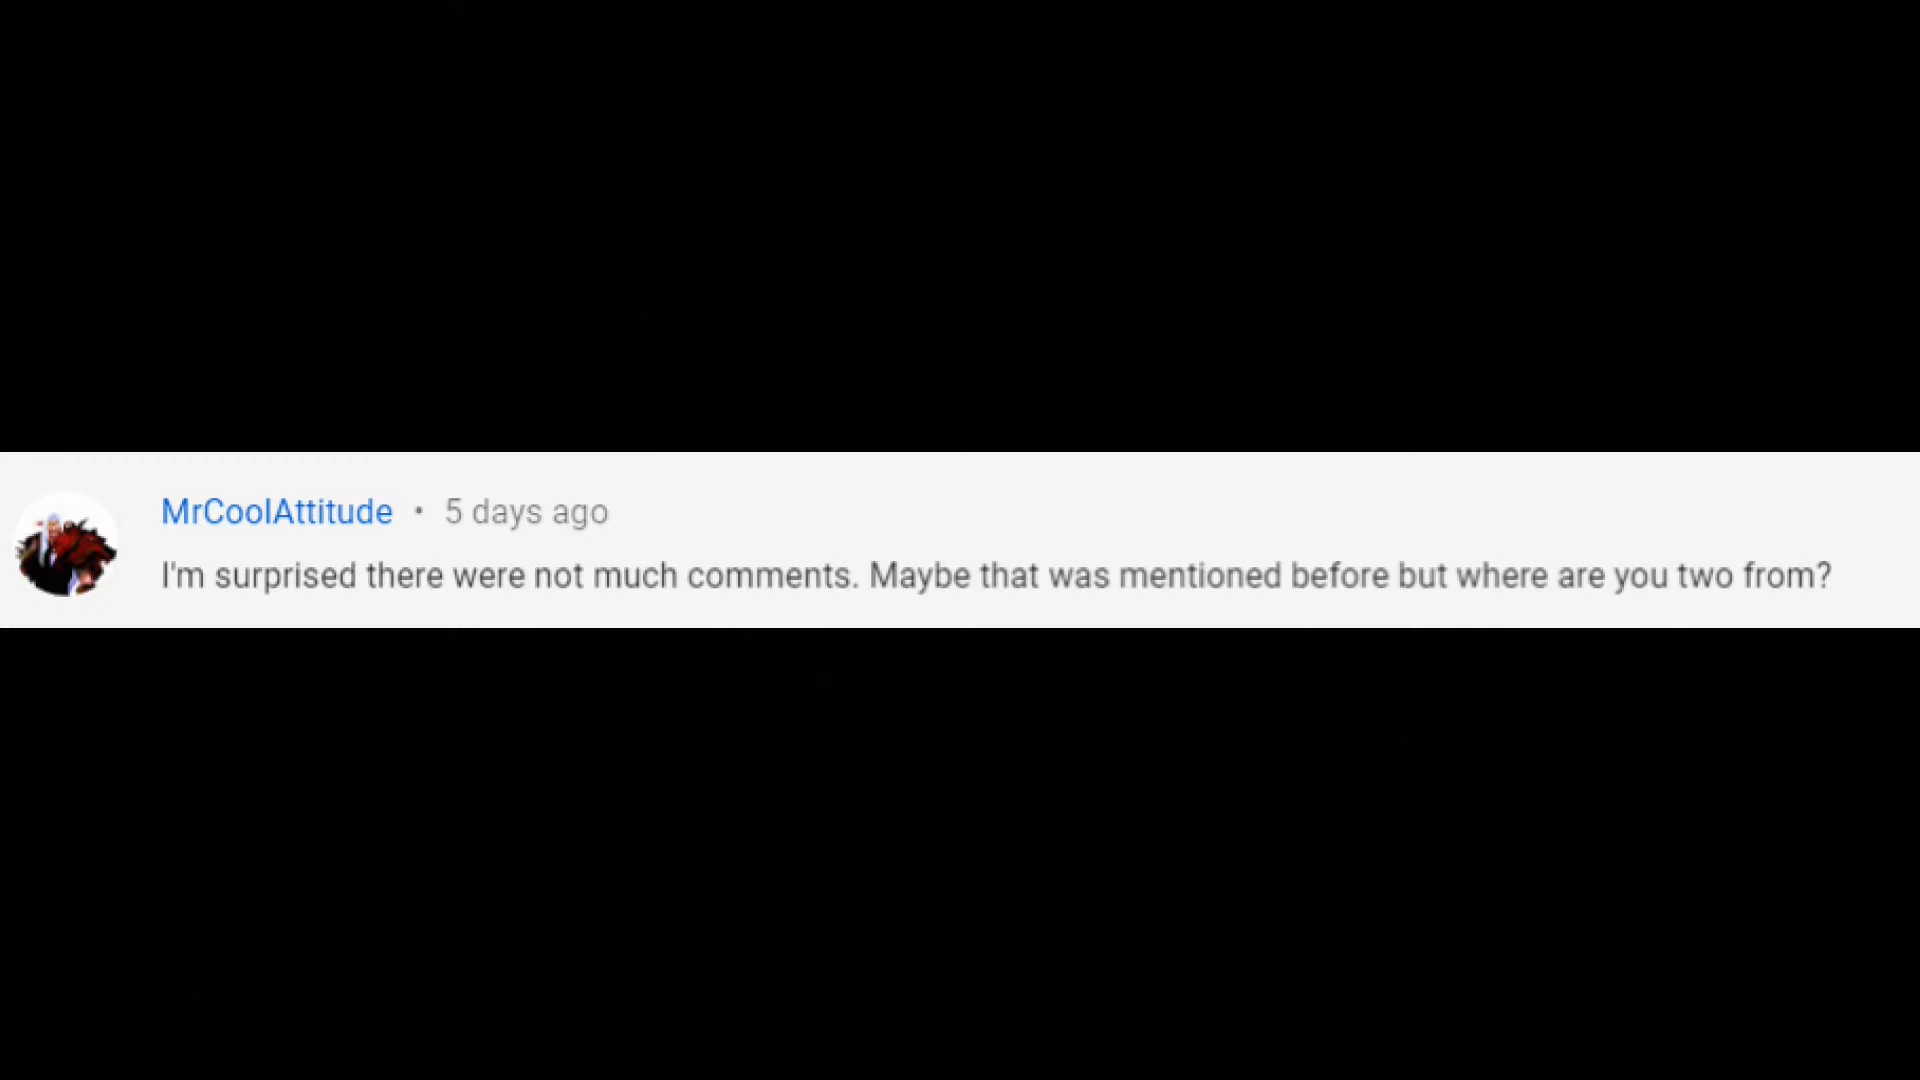 MrCoolAttitude • 5 days ago
I'm surprised there were not much comments. Maybe that was mentioned before but where are you two from?